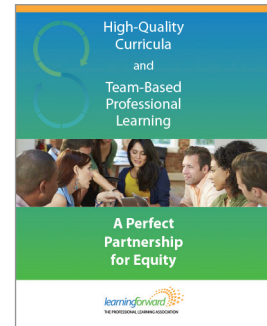 High-Quality
Curricula
and
Team-Based
Professional
Learning
A Perfect
Partnership
for Equity
learningforward
THE PROFESSIONAL LEARNING ASSOCIATION